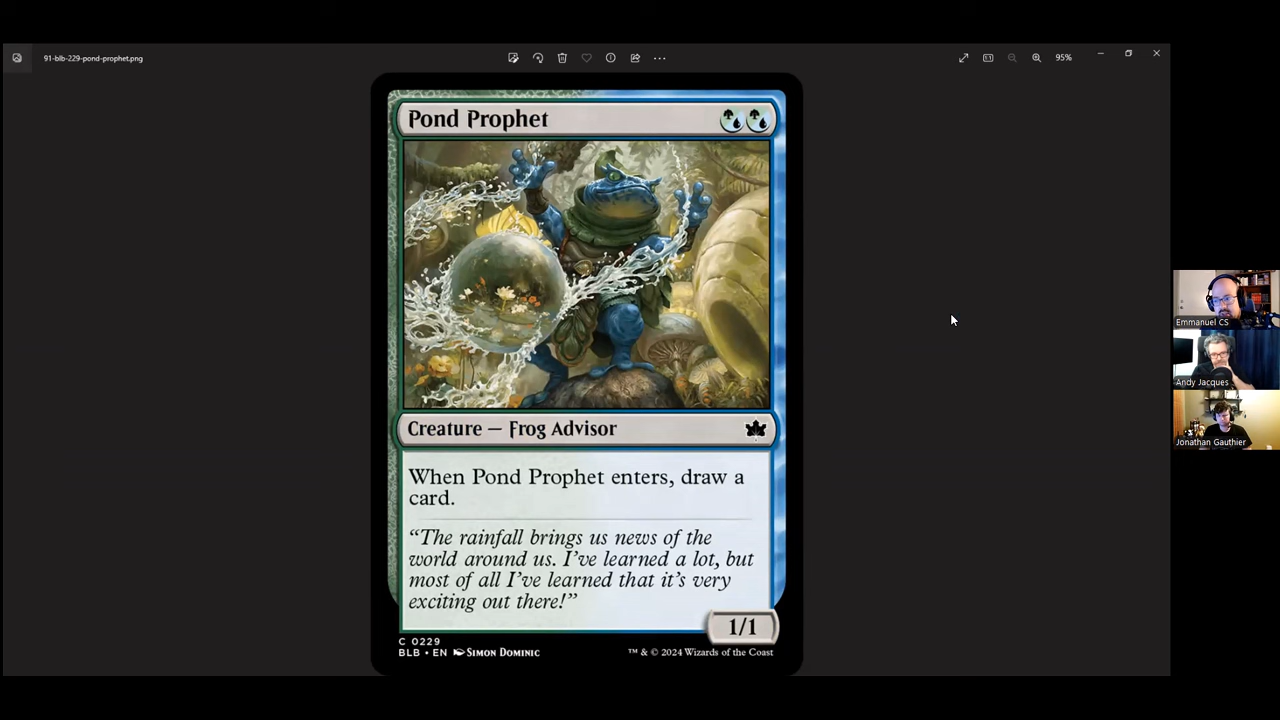 91-blb-229-pond-prophet.png
95%
Pond Prophet
Creature — Frog Advisor
When Pond Prophet enters, draw a
card.
“The rainfall brings us news of the
world around us. I’ve learned a lot, but
most of all I’ve learned that it’s very
exciting out there!”
1/1
C 0229
BLB • EN Simon Dominic
™ & © 2024 Wizards of the Coast
Emmanuel CS
Andy Jacques
Jonathan Gauthier